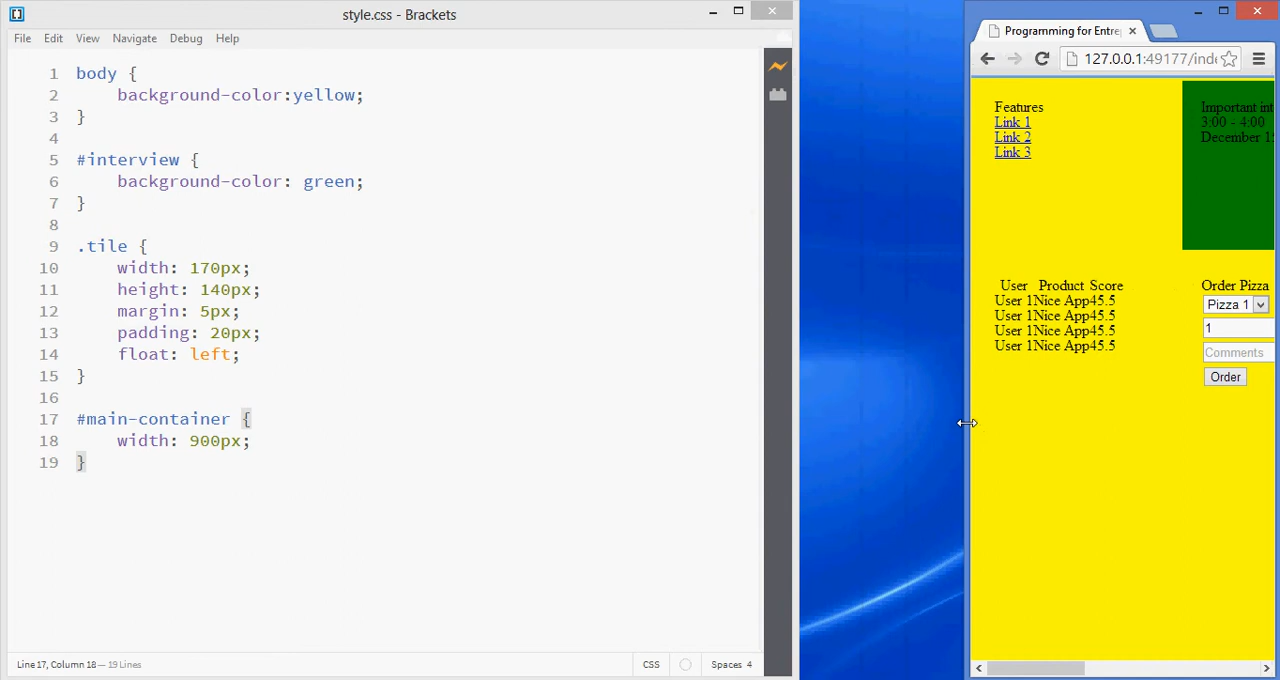 style.css - Brackets
File Edit View Navigate Debug Help
1 body {
2 background-color:yellow;
3 }
4
5 #interview {
6 background-color: green;
7 }
8
9 .tile {
10 width: 170px;
11 height: 140px;
12 margin: 5px;
13 padding: 20px;
14 float: left;
15 }
16
17 #main-container {
18 width: 900px;
19 }
Line 17, Column 18 — 19 Lines
CSS
Spaces 4
Programming for Entre
127.0.0.1:49177/inde
Features
Link 1
Link 2
Link 3
Important int
3:00 - 4:00
December 1
User Product Score
User 1Nice App45.5
User 1Nice App45.5
User 1Nice App45.5
User 1Nice App45.5
Order Pizza
Pizza 1
1
Comments
Order